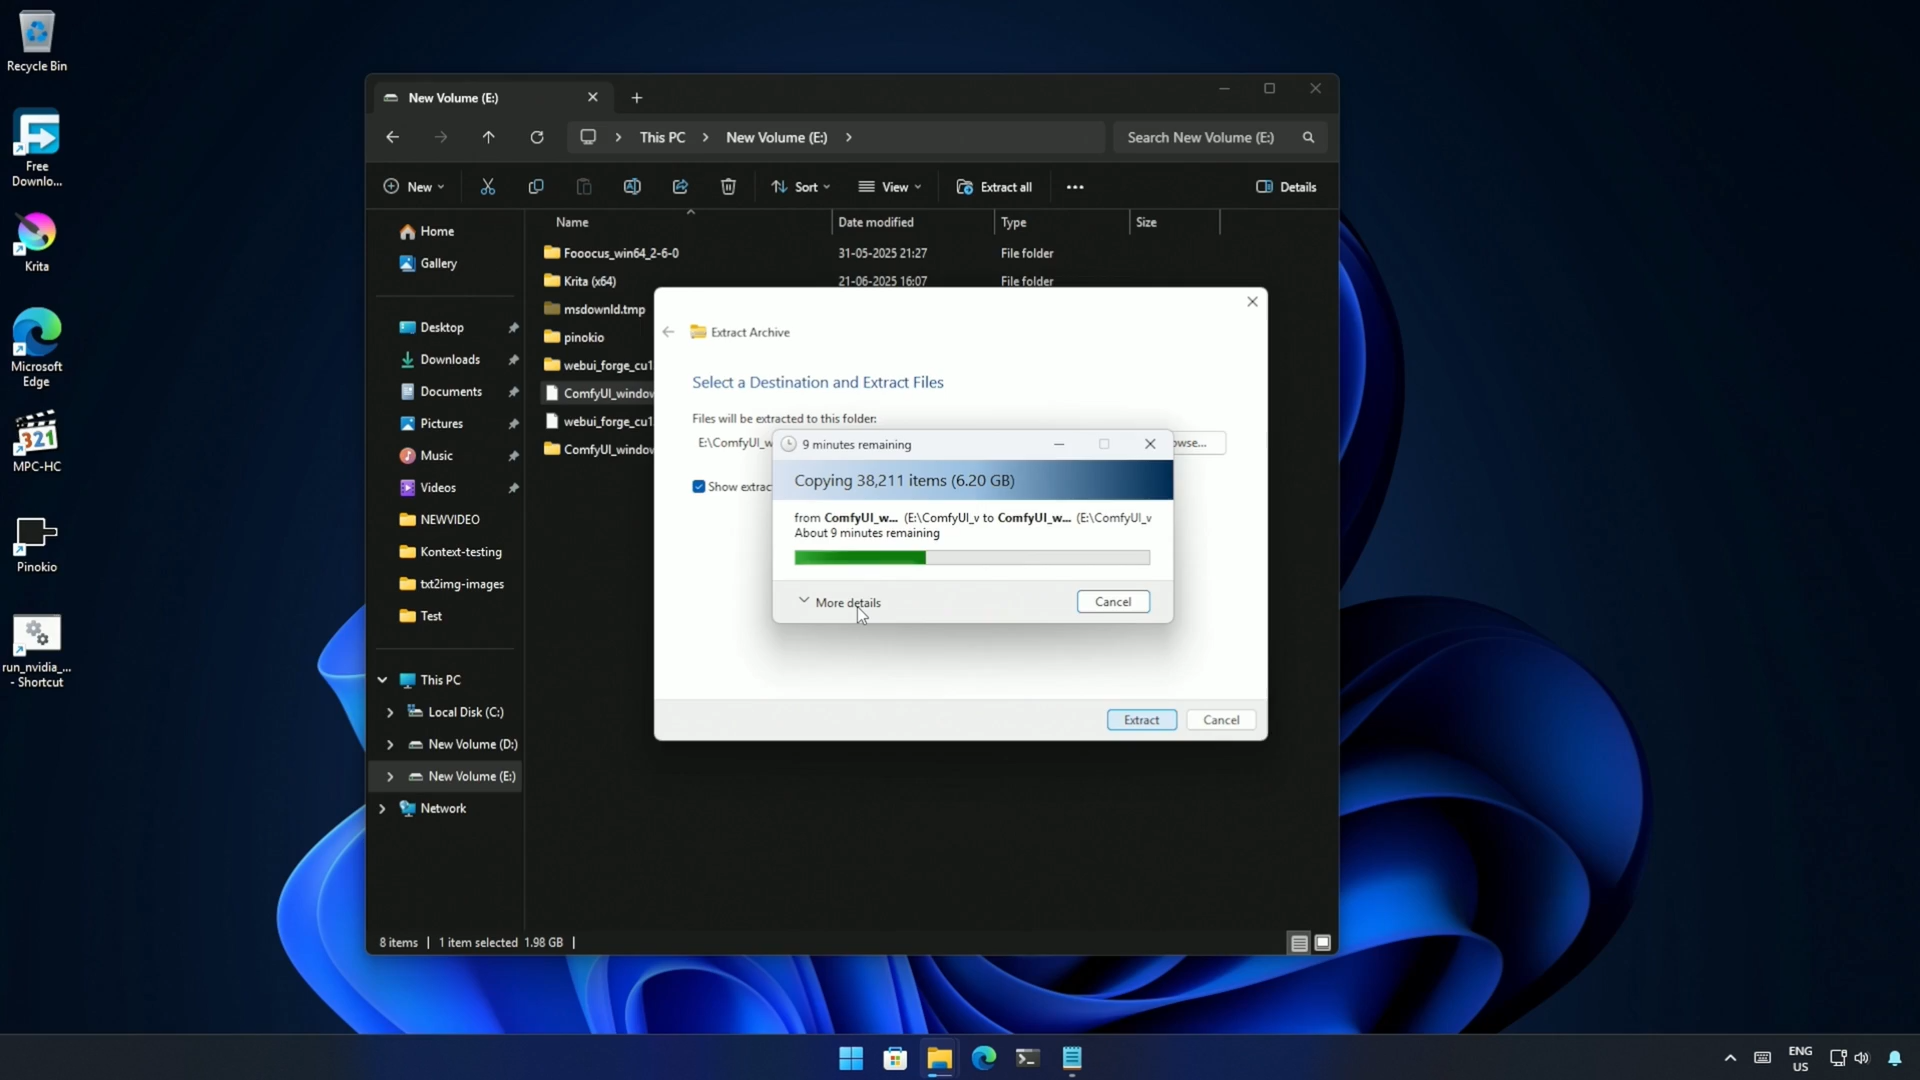 Recycle Bin
Free
Downlo...
Krita
Microsoft
Edge
MPC-HC
Pinokio
run_nvidia_...
- Shortcut
New Volume (E:)
This PC
New Volume (E:)
Search New Volume (E:)
New
Sort
View
Extract all
Details
Name
Date modified
Type
Size
Home
Gallery
Desktop
Downloads
Documents
Pictures
Music
Videos
NEWVIDEO
Kontext-testing
txt2img-images
Test
This PC
Local Disk (C:)
New Volume (D:)
New Volume (E:)
Network
Fooocus_win64_2-6-0 31-05-2025 21:27 File folder
Krita (x64) 21-06-2025 16:07 File folder
msdownld.tmp
pinokio
webui_forge_cu1
ComfyUI_window
webui_forge_cu1
ComfyUI_window
Extract Archive
Select a Destination and Extract Files
Files will be extracted to this folder:
E:\ComfyUI_w
owse...
Show extrac
9 minutes remaining
Copying 38,211 items (6.20 GB)
from ComfyUI_w... (E:\ComfyUI_v to ComfyUI_w... (E:\ComfyUI_v
About 9 minutes remaining
More details
Cancel
Extract
Cancel
8 items
1 item selected 1.98 GB
321
ENG
US